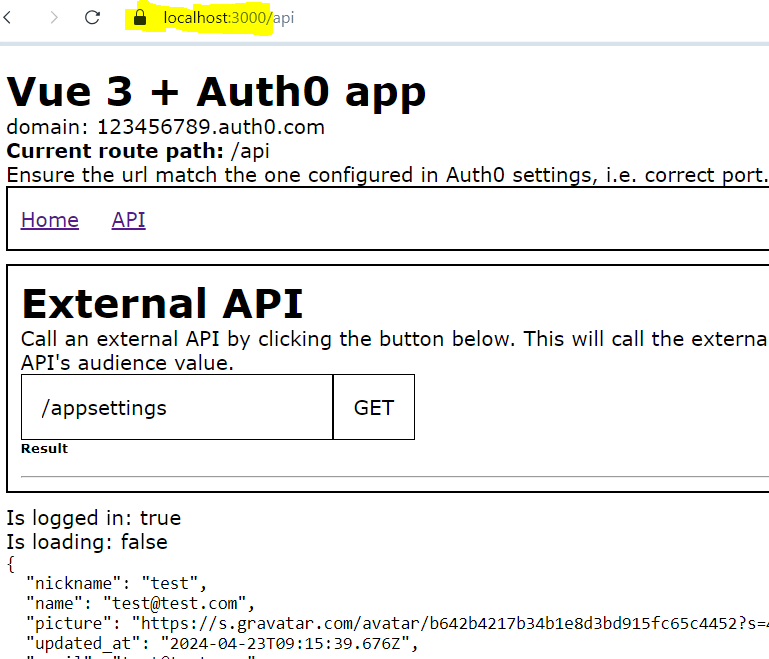 localhost:3000/api
Vue 3 + Auth0 app
domain: 123456789.auth0.com
Current route path: /api
Ensure the url match the one configured in Auth0 settings, i.e. correct port.
Home API
External API
Call an external API by clicking the button below. This will call the externa
API's audience value.
/appsettings GET
Result
Is logged in: true
Is loading: false
{
"nickname": "test",
"name": "test@test.com",
"picture": "https://s.gravatar.com/avatar/b642b4217b34b1e8d3bd915fc65c4452?s=4
"updated_at": "2024-04-23T09:15:39.676Z",